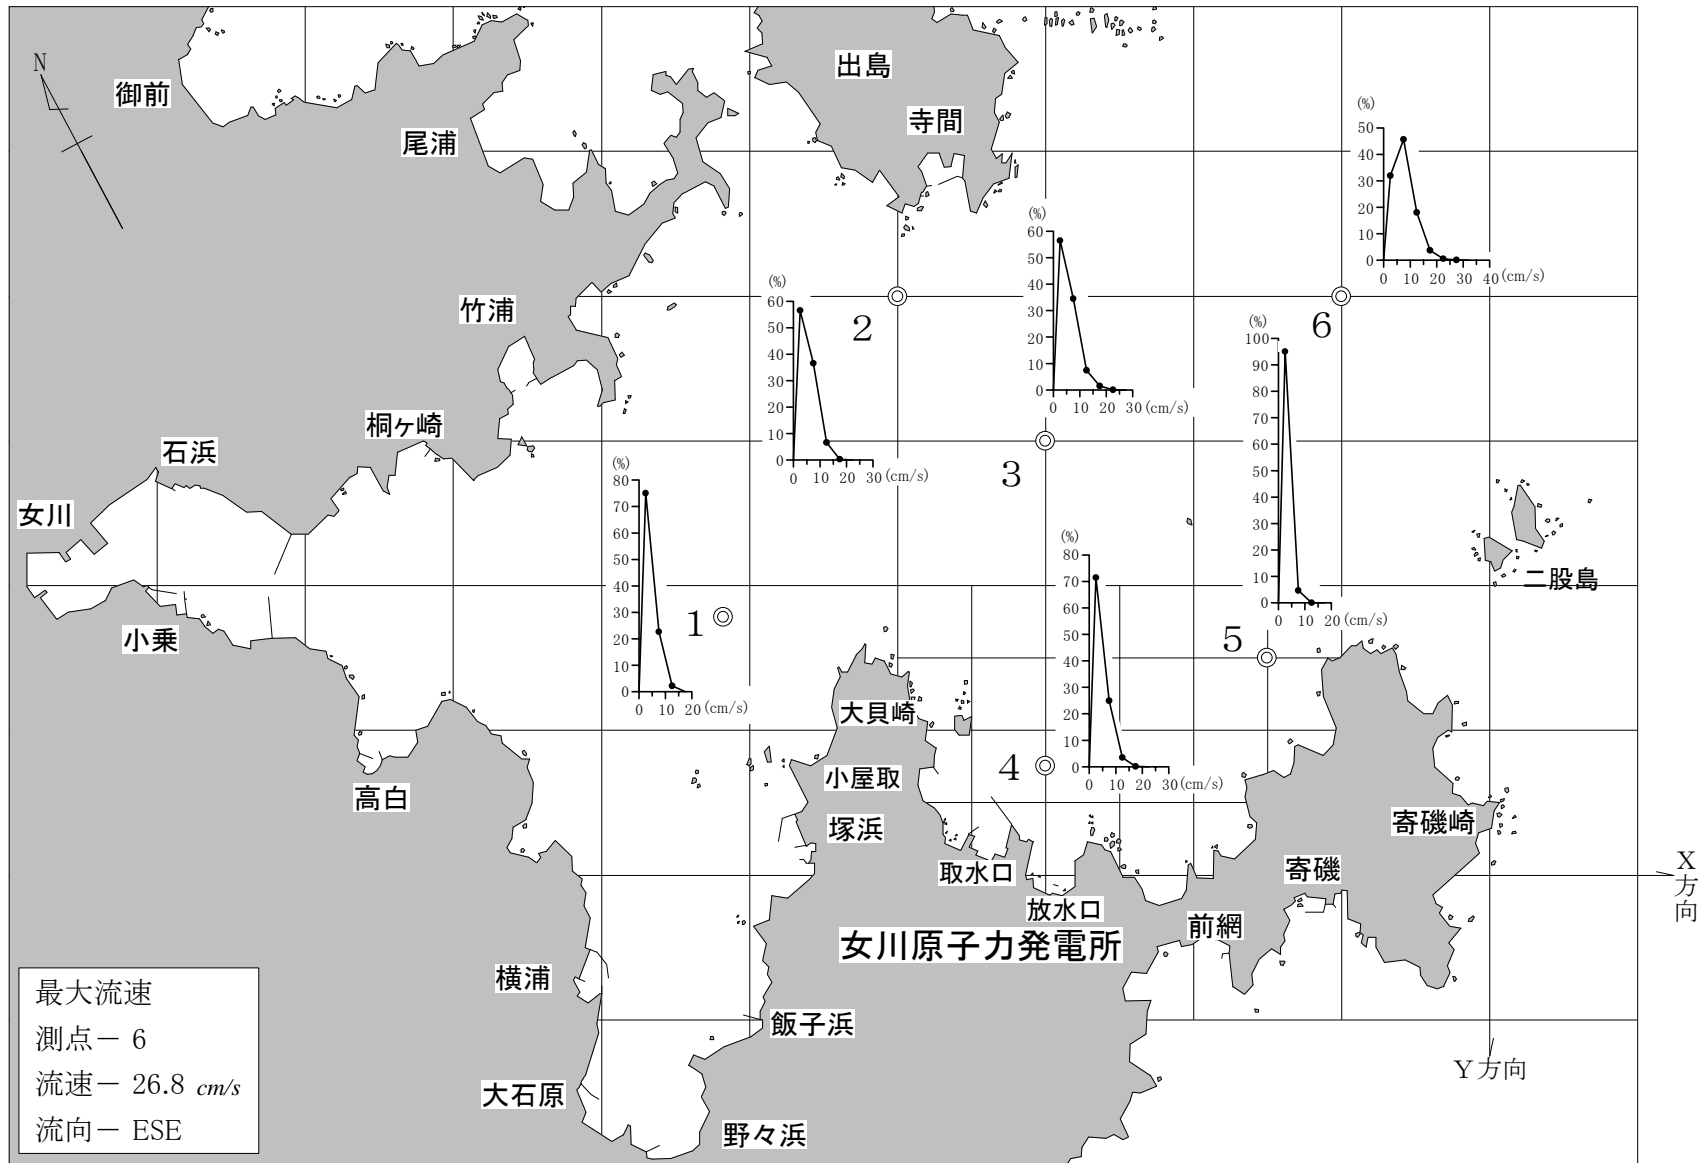 N
御前
尾浦
出島
寺間
竹浦
桐ヶ崎
石浜
女川
小乗
高白
横浦
大石原
野々浜
飯子浜
塚浜
小屋取
大貝崎
取水口
放水口
女川原子力発電所
前網
寄磯
寄磯崎
二股島
X方向
Y方向
1
2
3
4
5
6
(%)
80
70
60
50
40
30
20
10
0
0 10 20 (cm/s)
(%)
60
50
40
30
20
10
0
0 10 20 30 (cm/s)
(%)
60
50
40
30
20
10
0
0 10 20 30 (cm/s)
(%)
80
70
60
50
40
30
20
10
0
0 10 20 30 (cm/s)
(%)
100
90
80
70
60
50
40
30
20
10
0
0 10 20 (cm/s)
(%)
50
40
30
20
10
0
0 10 20 30 40 (cm/s)
最大流速
測点－ 6
流速－ 26.8 cm/s
流向－ ESE